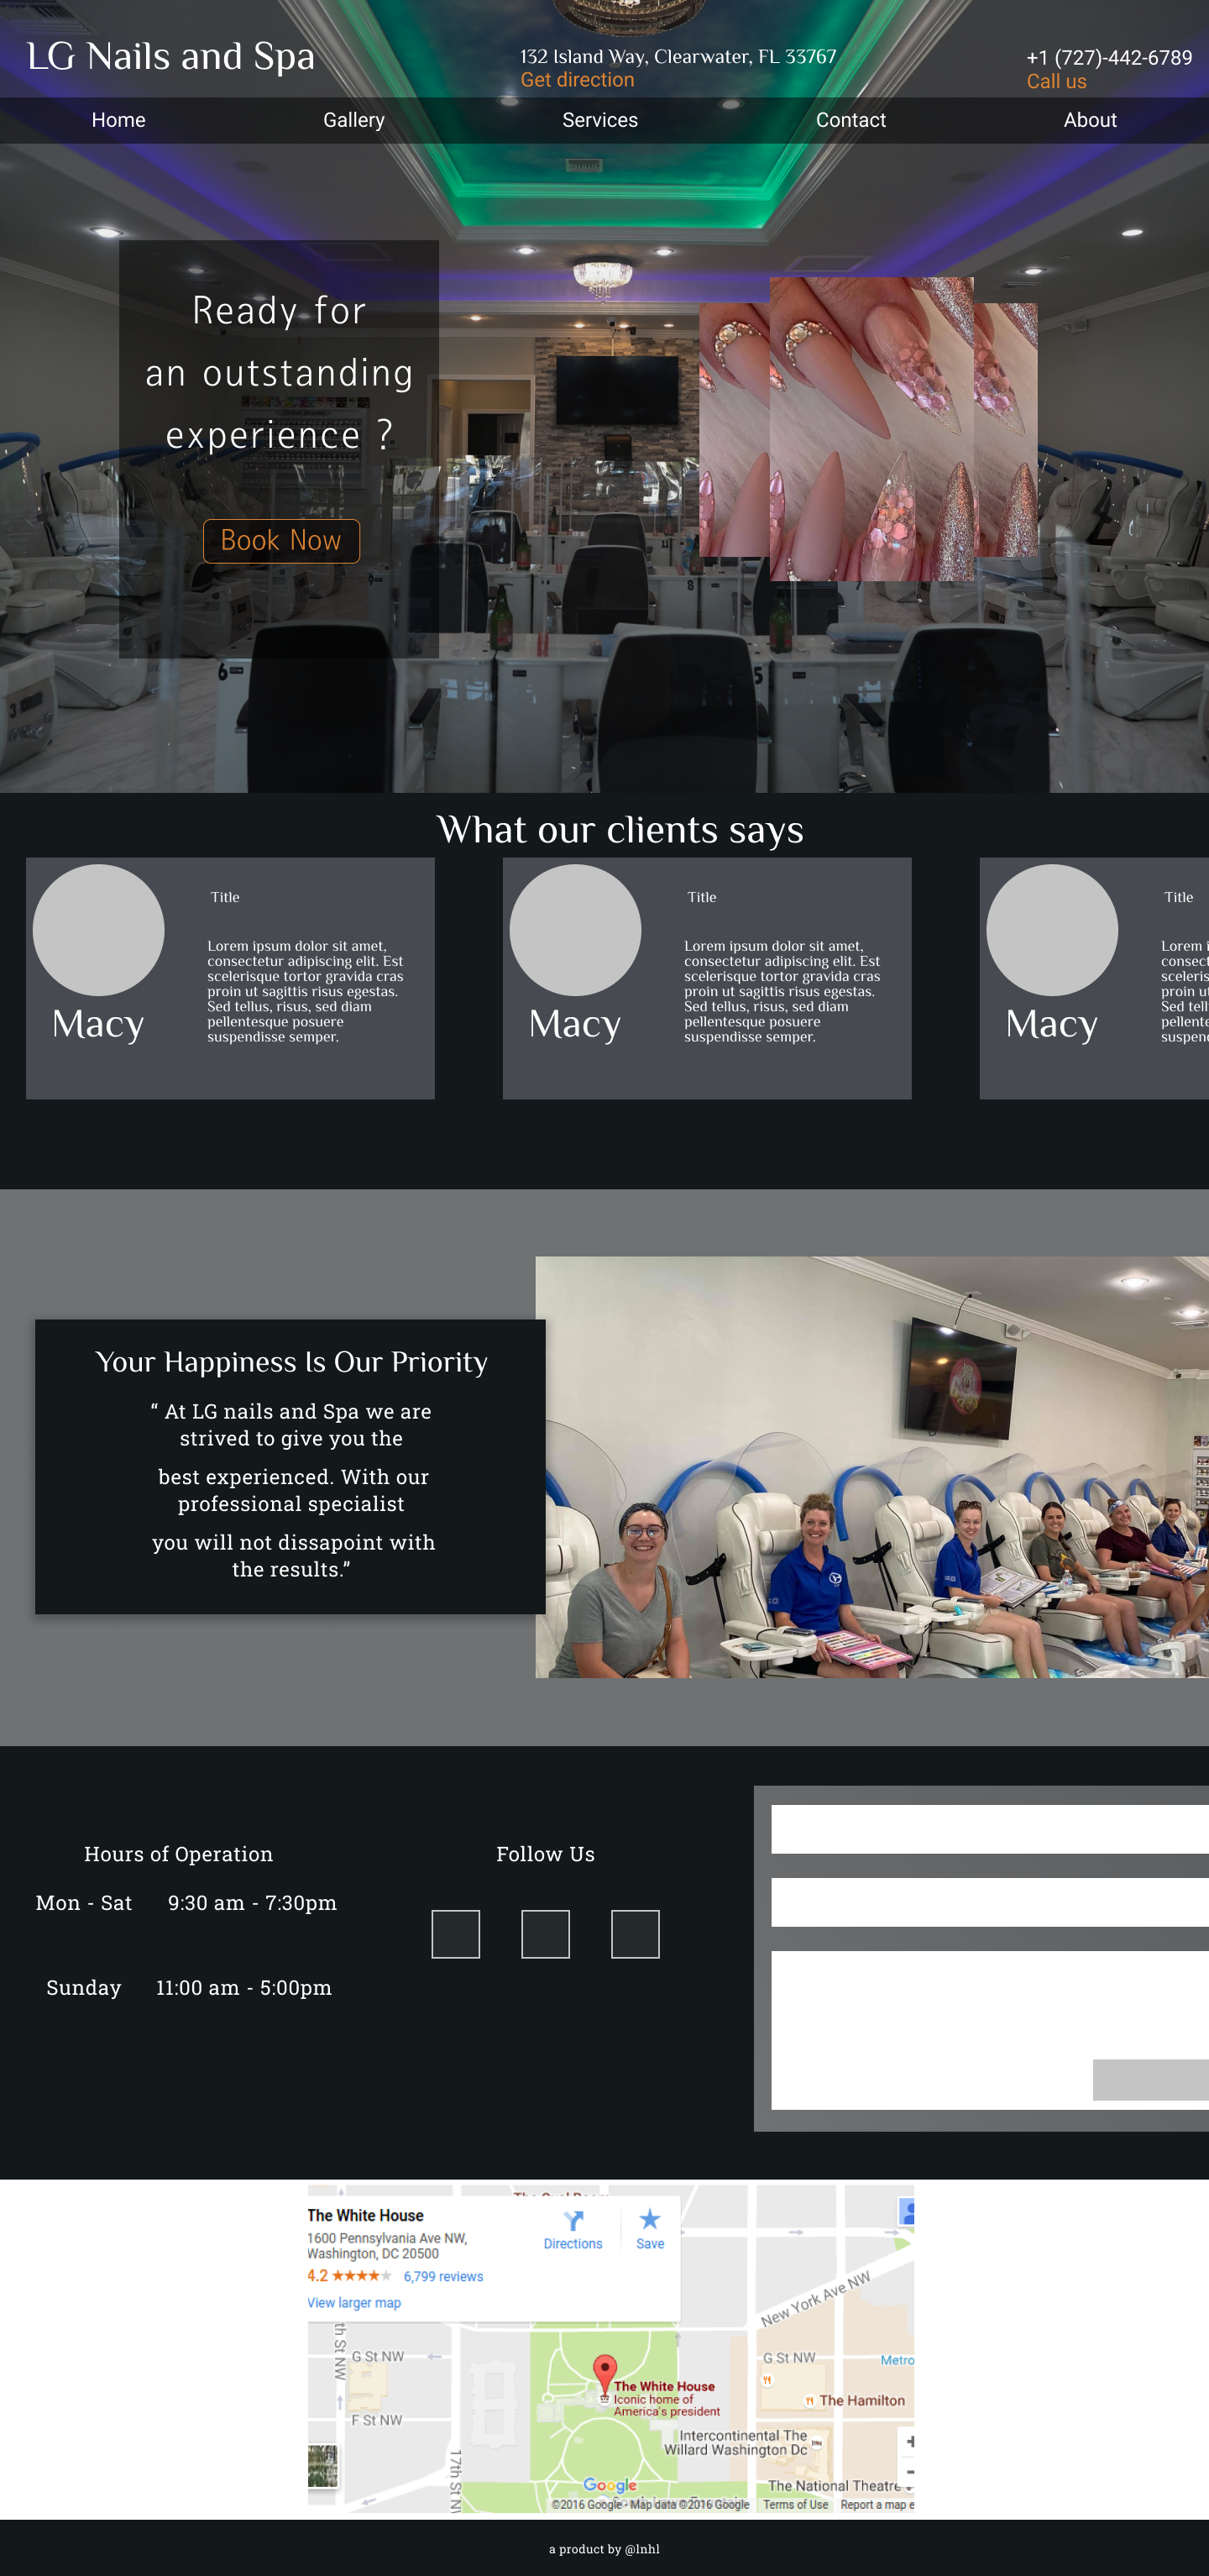 LG Nails and Spa
132 Island Way, Clearwater, FL 33767
Get direction
+1 (727)-442-6789
Call us
Home
Gallery
Services
Contact
About
Ready for
an outstanding
experience ?
Book Now
6
9
8
5
3
What our clients says
Title
Lorem ipsum dolor sit amet,
consectetur adipiscing elit. Est
scelerisque tortor gravida cras
proin ut sagittis risus egestas.
Sed tellus, risus, sed diam
pellentesque posuere
suspendisse semper.
Macy
Title
Lorem ipsum dolor sit amet,
consectetur adipiscing elit. Est
scelerisque tortor gravida cras
proin ut sagittis risus egestas.
Sed tellus, risus, sed diam
pellentesque posuere
suspendisse semper.
Macy
Title
Lorem i
consect
sceleris
proin ut
Sed tell
pellente
suspen
Macy
Your Happiness Is Our Priority
“ At LG nails and Spa we are
strived to give you the
best experienced. With our
professional specialist
you will not dissapoint with
the results.”
Hours of Operation
Mon - Sat 9:30 am - 7:30pm
Sunday 11:00 am - 5:00pm
Follow Us
The White House
1600 Pennsylvania Ave NW,
Washington, DC 20500
4.2 ★★★★★ 6,799 reviews
View larger map
Directions
Save
New York Ave NW
th St NW
G St NW
G St NW
Metro
The White House
Iconic home of
America's president
The Hamilton
F St NW
Intercontinental The
Willard Washington Dc
17th St N
The National Theatre
Google
©2016 Google - Map data ©2016 Google
Terms of Use
Report a map e
a product by @lnhl